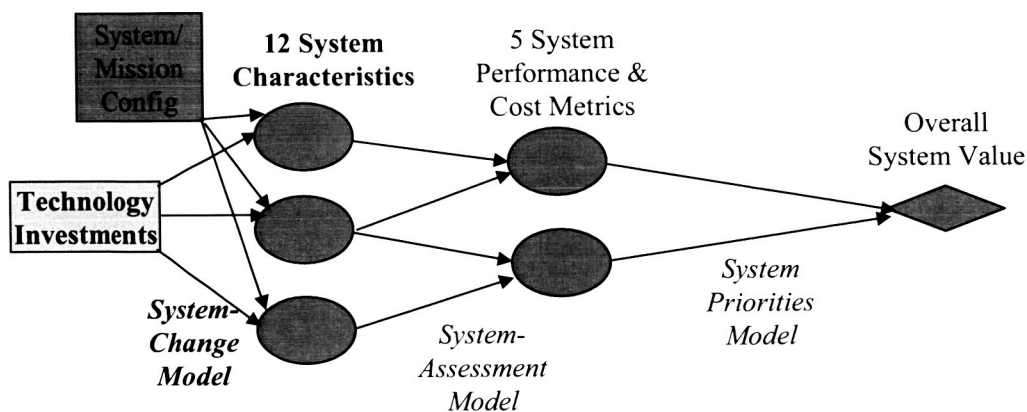 System/
Mission
Config
12 System
Characteristics
5 System
Performance &
Cost Metrics
Overall
System Value
Technology
Investments
System-
Change
Model
System-
Assessment
Model
System
Priorities
Model